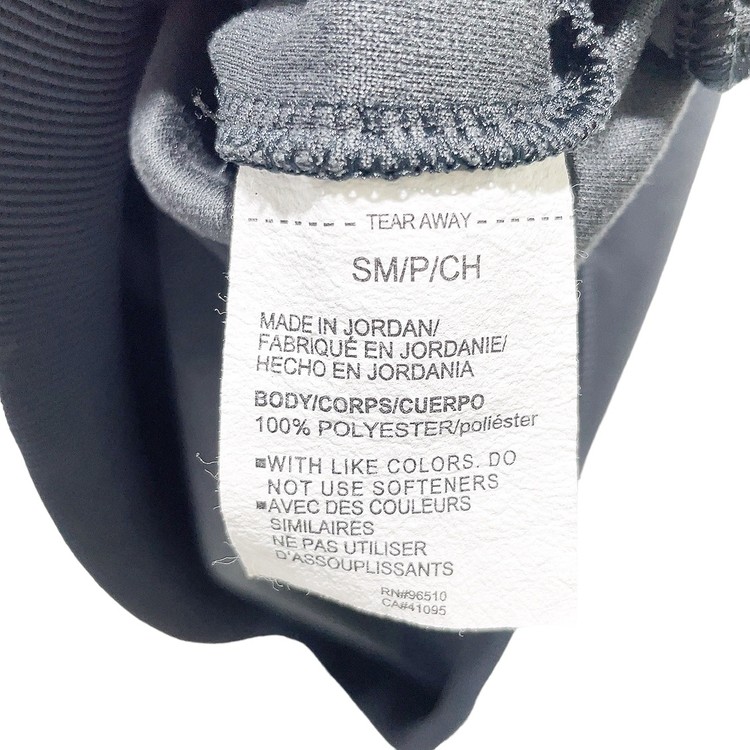 TEAR AWAY
SM/P/CH
MADE IN JORDAN/
FABRIQUÉ EN JORDANIE/
HECHO EN JORDANIA
BODY/CORPS/CUERPO
100% POLYESTER/poliéster
■WITH LIKE COLORS. DO
NOT USE SOFTENERS
■AVEC DES COULEURS
SIMILAIRES
NE PAS UTILISER
D'ASSOUPLISSANTS
RN#96510
CA#41095